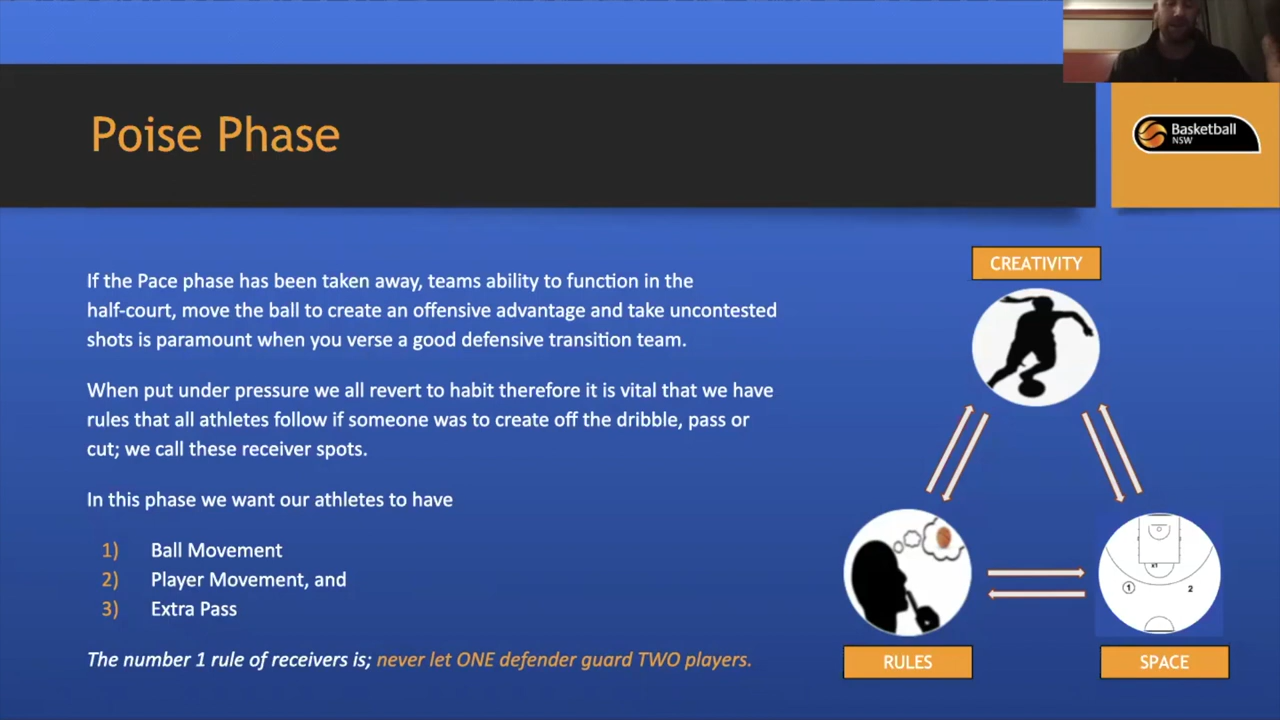 Poise Phase
Basketball
NSW
If the Pace phase has been taken away, teams ability to function in the
half-court, move the ball to create an offensive advantage and take uncontested
shots is paramount when you verse a good defensive transition team.
When put under pressure we all revert to habit therefore it is vital that we have
rules that all athletes follow if someone was to create off the dribble, pass or
cut; we call these receiver spots.
In this phase we want our athletes to have
1) Ball Movement
2) Player Movement, and
3) Extra Pass
The number 1 rule of receivers is; never let ONE defender guard TWO players.
CREATIVITY
X1
1 2
RULES
SPACE